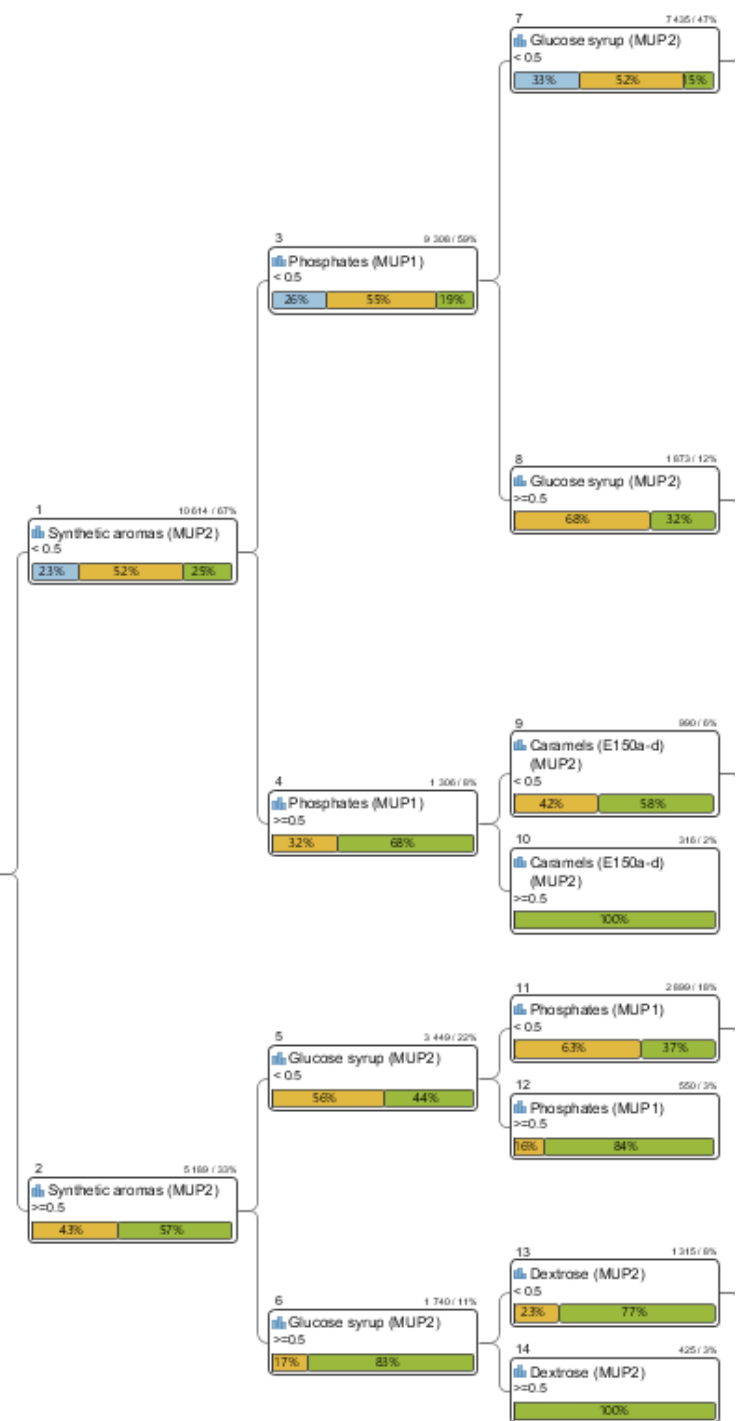 7
7 435 / 47%
Glucose syrup (MUP2)
< 0.5
33% 52% 15%
3
9 308 / 59%
Phosphates (MUP1)
< 0.5
26% 55% 19%
8
1 873 / 12%
Glucose syrup (MUP2)
>=0.5
68% 32%
1
10 614 / 67%
Synthetic aromas (MUP2)
< 0.5
23% 52% 25%
9
990 / 6%
Caramels (E150a-d)
(MUP2)
< 0.5
42% 58%
4
1 306 / 8%
Phosphates (MUP1)
>=0.5
32% 68%
10
316 / 2%
Caramels (E150a-d)
(MUP2)
>=0.5
100%
11
2 899 / 18%
Phosphates (MUP1)
< 0.5
63% 37%
5
3 449 / 22%
Glucose syrup (MUP2)
< 0.5
56% 44%
12
550 / 3%
Phosphates (MUP1)
>=0.5
16% 84%
2
5 189 / 33%
Synthetic aromas (MUP2)
>=0.5
43% 57%
13
1 315 / 8%
Dextrose (MUP2)
< 0.5
23% 77%
6
1 740 / 11%
Glucose syrup (MUP2)
>=0.5
17% 83%
14
425 / 3%
Dextrose (MUP2)
>=0.5
100%